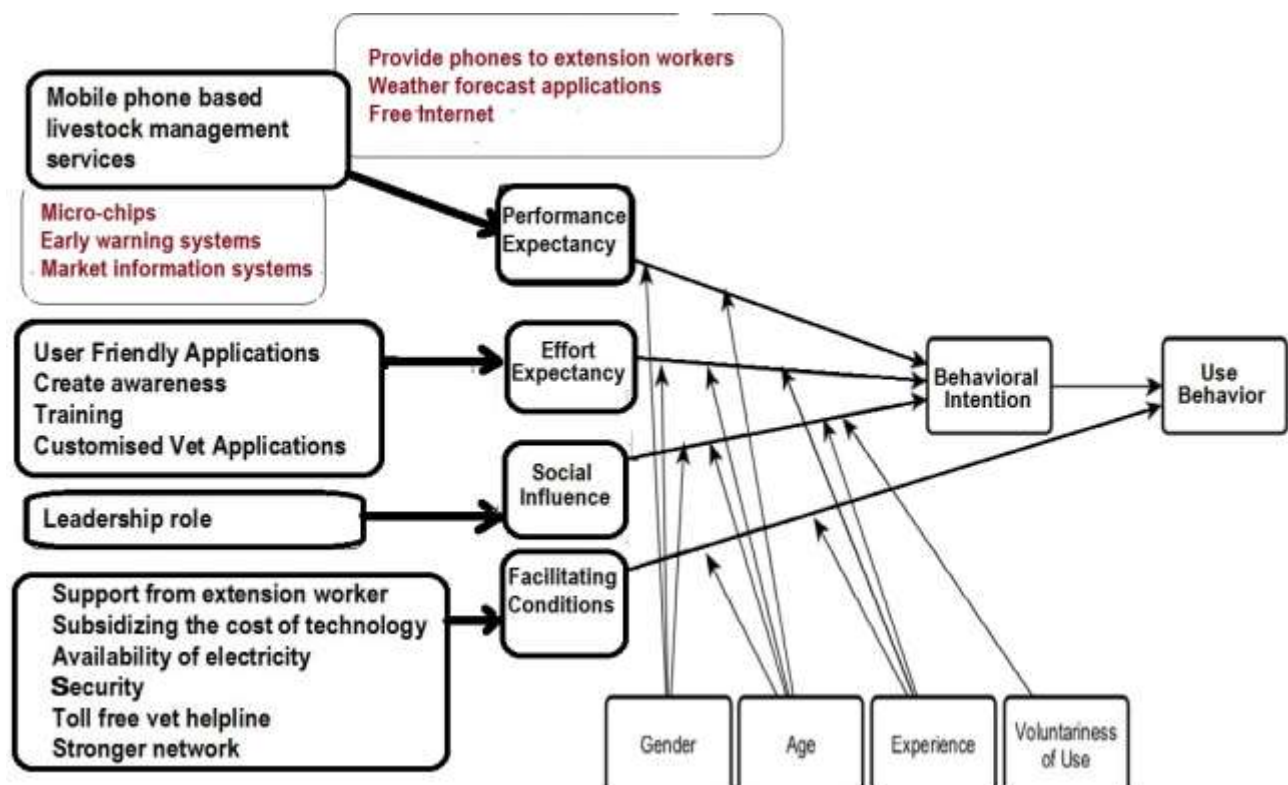 Provide phones to extension workers
Weather forecast applications
Free Internet
Mobile phone based
livestock management
services
Micro-chips
Early warning systems
Market information systems
Performance
Expectancy
User Friendly Applications
Create awareness
Training
Customised Vet Applications
Effort
Expectancy
Behavioral
Intention
Use
Behavior
Leadership role
Social
Influence
Support from extension worker
Subsidizing the cost of technology
Availability of electricity
Security
Toll free vet helpline
Stronger network
Facilitating
Conditions
Gender
Age
Experience
Voluntariness
of Use